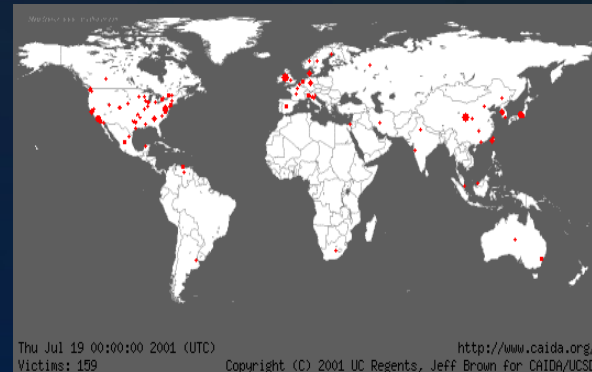 Thu Jul 19 00:00:00 2001 (UTC)
http://www.caida.org/
Victims: 159
Copyright (C) 2001 UC Regents, Jeff Brown for CAIDA/UCSD